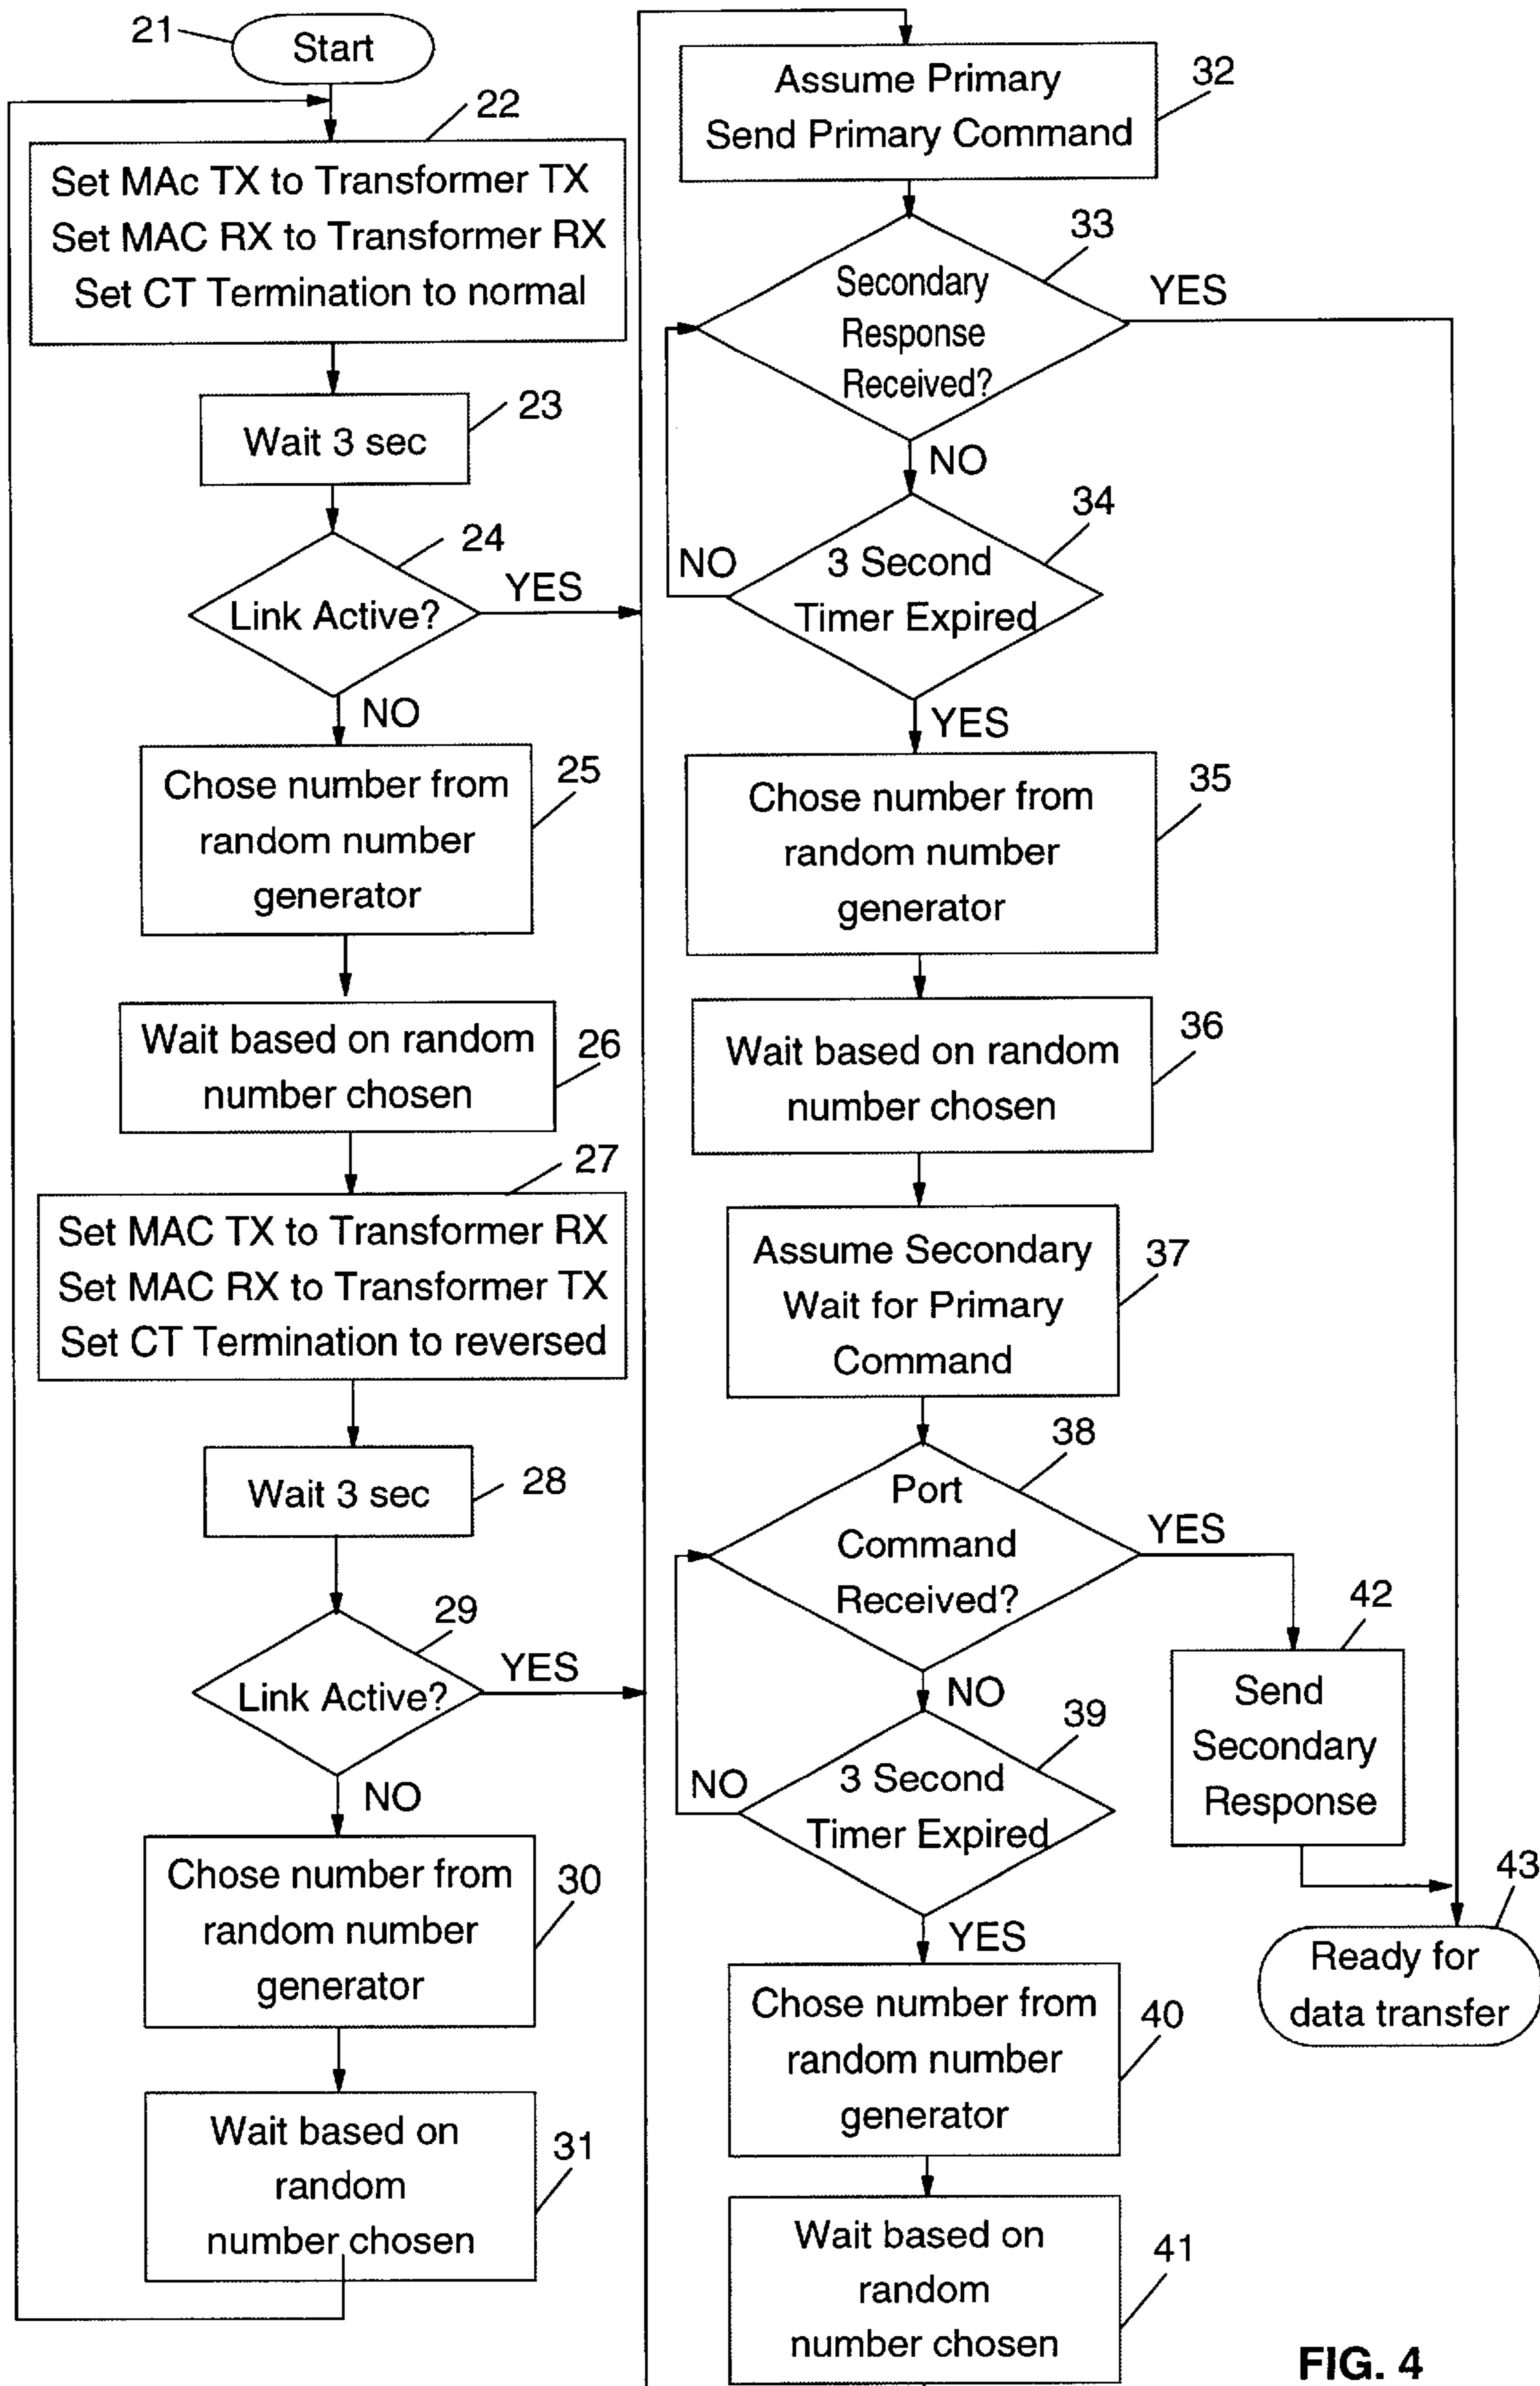 21
Start
22
Set MAc TX to Transformer TX
Set MAC RX to Transformer RX
Set CT Termination to normal
Wait 3 sec
23
24
Link Active?
YES
NO
Chose number from
random number
generator
25
Wait based on random
number chosen
26
27
Set MAC TX to Transformer RX
Set MAC RX to Transformer TX
Set CT Termination to reversed
Wait 3 sec
28
29
Link Active?
YES
NO
Chose number from
random number
generator
30
Wait based on
random
number chosen
31
Assume Primary
Send Primary Command
32
33
Secondary
Response
Received?
YES
NO
34
3 Second
Timer Expired
NO
YES
Chose number from
random number
generator
35
Wait based on random
number chosen
36
Assume Secondary
Wait for Primary
Command
37
38
Port
Command
Received?
YES
NO
39
3 Second
Timer Expired
NO
YES
42
Send
Secondary
Response
43
Ready for
data transfer
Chose number from
random number
generator
40
Wait based on
random
number chosen
41
FIG. 4